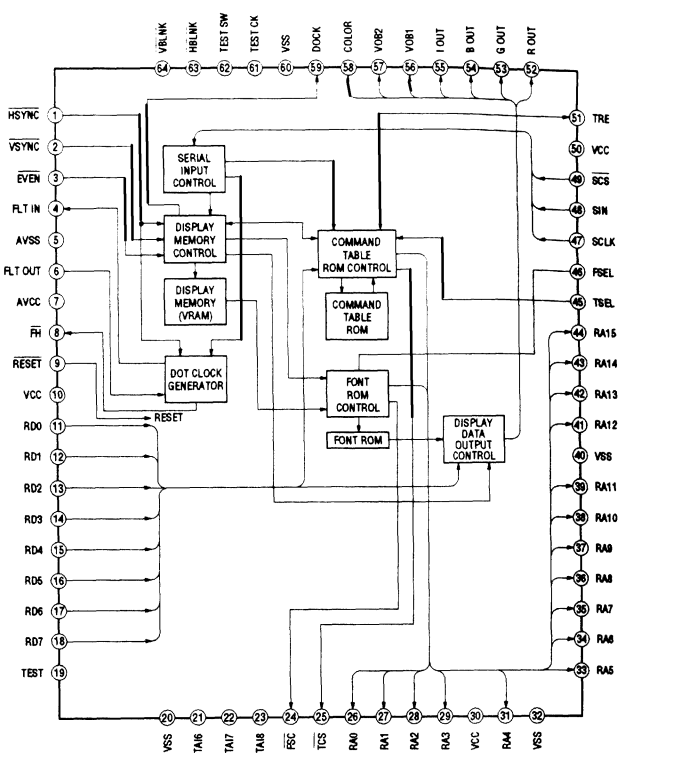 VBLNK
HBLNK
TEST SW
TEST CK
VSS
DOCK
COLOR
VOB2
VOB1
I OUT
B OUT
G OUT
R OUT
64
63
62
61
60
59
58
57
56
55
54
53
52
HSYNC 1
VSYNC 2
EVEN 3
FLT IN 4
AVSS 5
FLT OUT 6
AVCC 7
FH 8
RESET 9
VCC 10
RD0 11
RD1 12
RD2 13
RD3 14
RD4 15
RD5 16
RD6 17
RD7 18
TEST 19
SERIAL
INPUT
CONTROL
DISPLAY
MEMORY
CONTROL
DISPLAY
MEMORY
(VRAM)
DOT CLOCK
GENERATOR
RESET
COMMAND
TABLE
ROM CONTROL
COMMAND
TABLE
ROM
FONT
ROM
CONTROL
FONT ROM
DISPLAY
DATA
OUTPUT
CONTROL
51 TRE
50 VCC
49 SCS
48 SIN
47 SCLK
46 FSEL
45 TSEL
44 RA15
43 RA14
42 RA13
41 RA12
40 VSS
39 RA11
38 RA10
37 RA9
36 RA8
35 RA7
34 RA6
33 RA5
20
21
22
23
24
25
26
27
28
29
30
31
32
VSS
TAI6
TAI7
TAI8
FSC
TCS
RA0
RA1
RA2
RA3
VCC
RA4
VSS